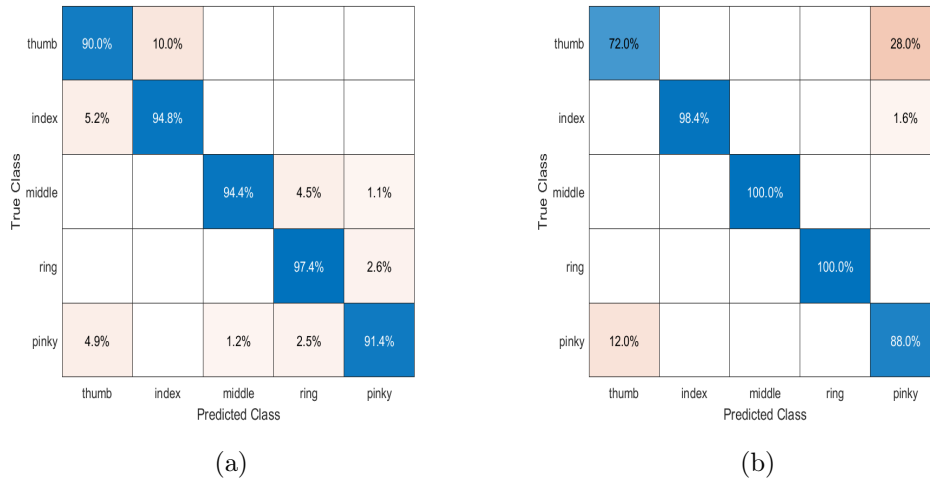 True Class
thumb 90.0% 10.0%
index 5.2% 94.8%
middle 94.4% 4.5% 1.1%
ring 97.4% 2.6%
pinky 4.9% 1.2% 2.5% 91.4%
thumb index middle ring pinky
Predicted Class
(a)
True Class
thumb 72.0% 28.0%
index 98.4% 1.6%
middle 100.0%
ring 100.0%
pinky 12.0% 88.0%
thumb index middle ring pinky
Predicted Class
(b)